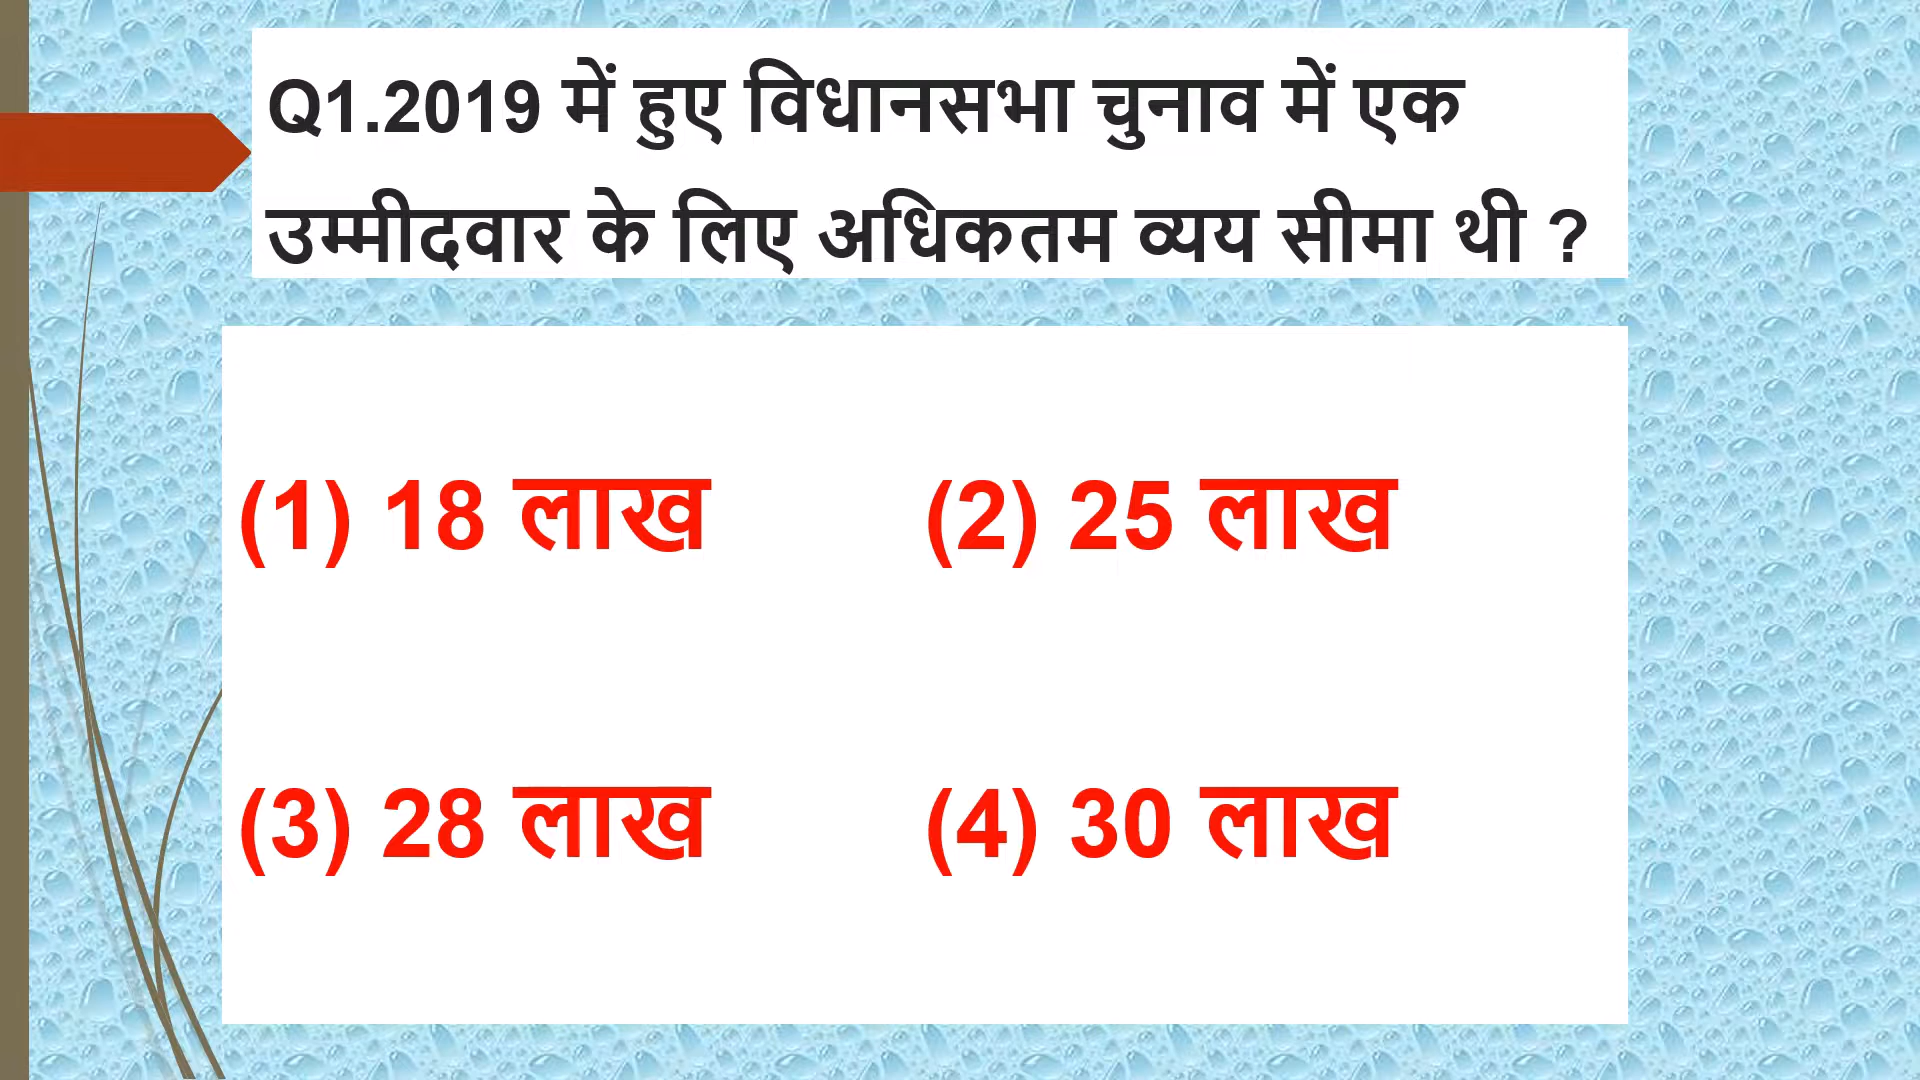 Q1.2019 में हुए विधानसभा चुनाव में एक
उम्मीदवार के लिए अधिकतम व्यय सीमा थी ?
(1) 18 लाख (2) 25 लाख
(3) 28 लाख (4) 30 लाख